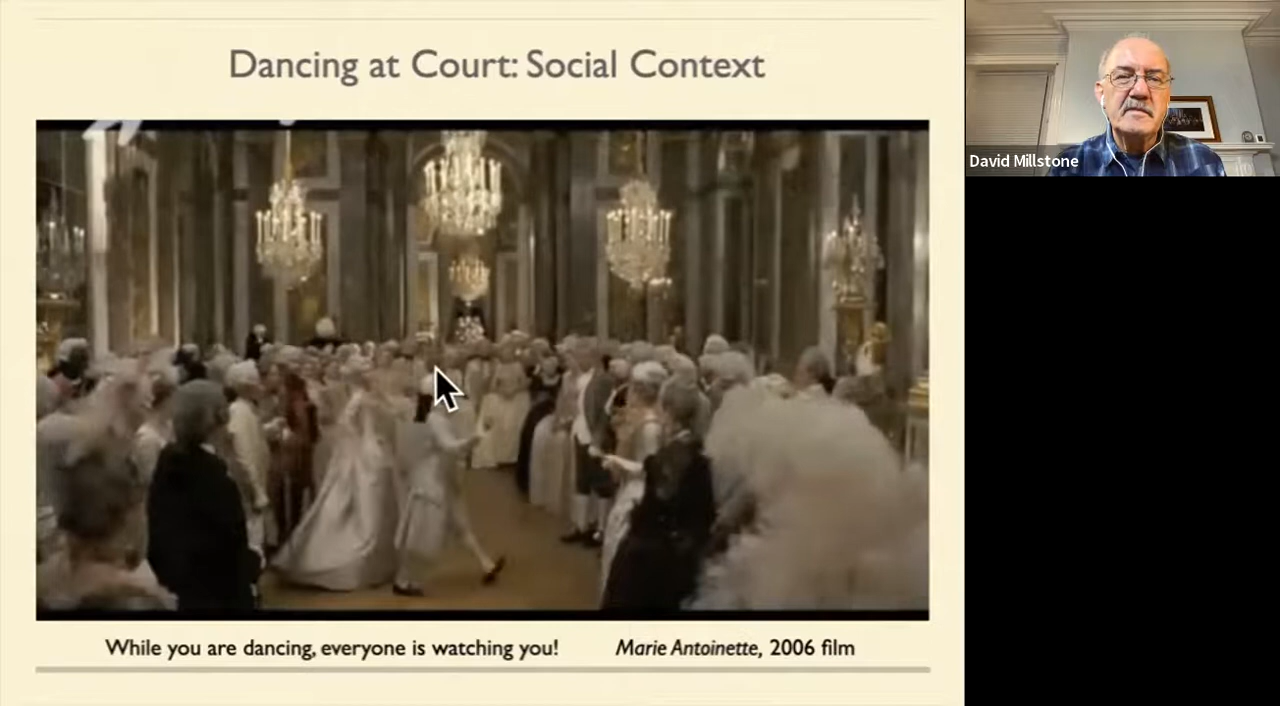 Dancing at Court: Social Context
David Millstone
While you are dancing, everyone is watching you!
Marie Antoinette, 2006 film